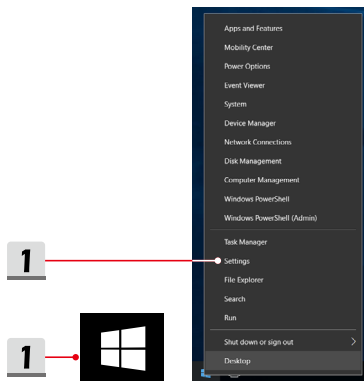 Apps and Features
Mobility Center
Power Options
Event Viewer
System
Device Manager
Network Connections
Disk Management
Computer Management
Windows PowerShell
Windows PowerShell (Admin)
Task Manager
1
Settings
File Explorer
Search
Run
1
Shut down or sign out
Desktop